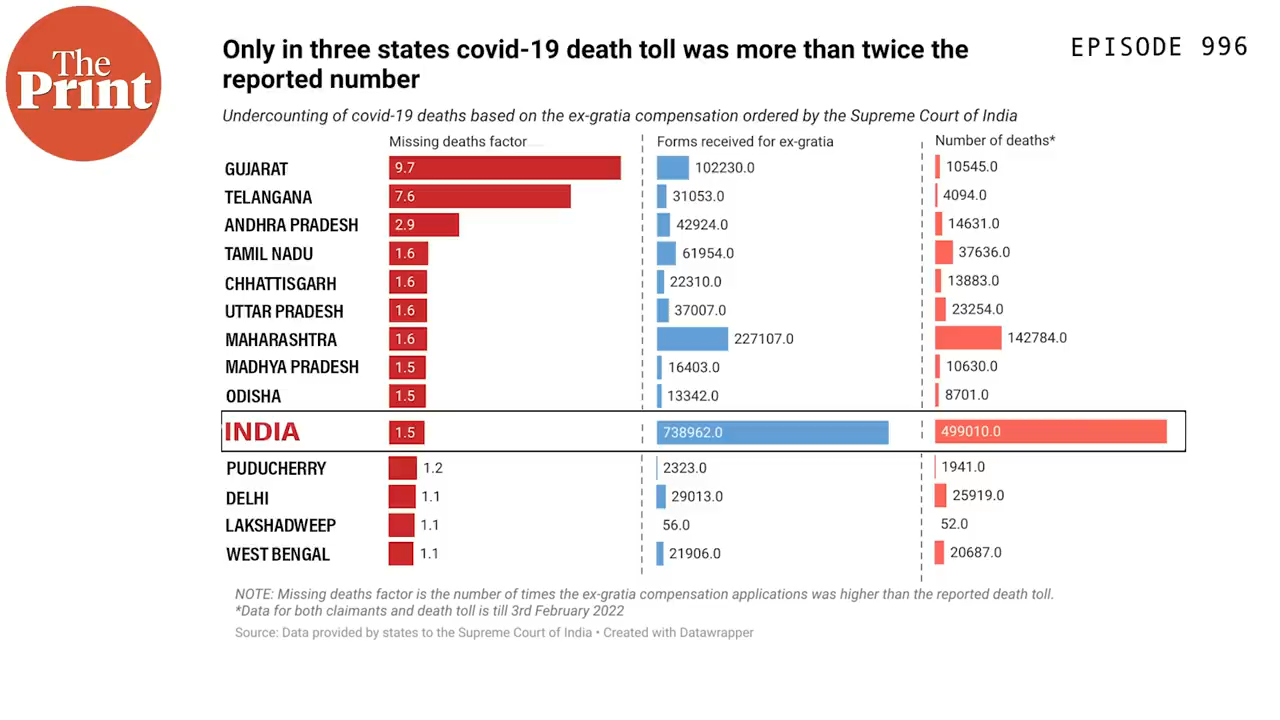 The
Print
EPISODE 996
Only in three states covid-19 death toll was more than twice the
reported number
Undercounting of covid-19 deaths based on the ex-gratia compensation ordered by the Supreme Court of India
Missing deaths factor Forms received for ex-gratia Number of deaths*
GUJARAT 9.7 102230.0 10545.0
TELANGANA 7.6 31053.0 4094.0
ANDHRA PRADESH 2.9 42924.0 14631.0
TAMIL NADU 1.6 61954.0 37636.0
CHHATTISGARH 1.6 22310.0 13883.0
UTTAR PRADESH 1.6 37007.0 23254.0
MAHARASHTRA 1.6 227107.0 142784.0
MADHYA PRADESH 1.5 16403.0 10630.0
ODISHA 1.5 13342.0 8701.0
INDIA 1.5 738962.0 499010.0
PUDUCHERRY 1.2 2323.0 1941.0
DELHI 1.1 29013.0 25919.0
LAKSHADWEEP 1.1 56.0 52.0
WEST BENGAL 1.1 21906.0 20687.0
NOTE: Missing deaths factor is the number of times the ex-gratia compensation applications was higher than the reported death toll.
*Data for both claimants and death toll is till 3rd February 2022
Source: Data provided by states to the Supreme Court of India • Created with Datawrapper